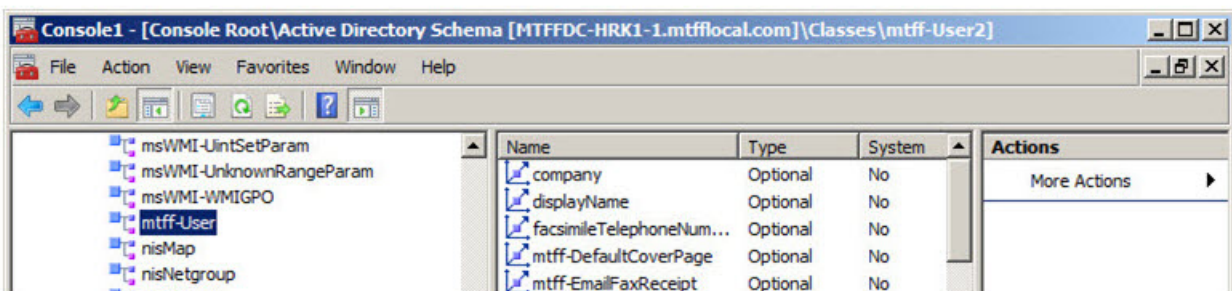 Console1 - [Console Root\Active Directory Schema [MTFFDC-HRK1-1.mtfflocal.com]\Classes\mtff-User2]
File Action View Favorites Window Help
msWMI-UintSetParam
msWMI-UnknownRangeParam
msWMI-WMIGPO
mtff-User
nisMap
nisNetgroup
Name Type System
company Optional No
displayName Optional No
facsimileTelephoneNum... Optional No
mtff-DefaultCoverPage Optional No
mtff-EmailFaxReceipt Optional No
Actions
More Actions